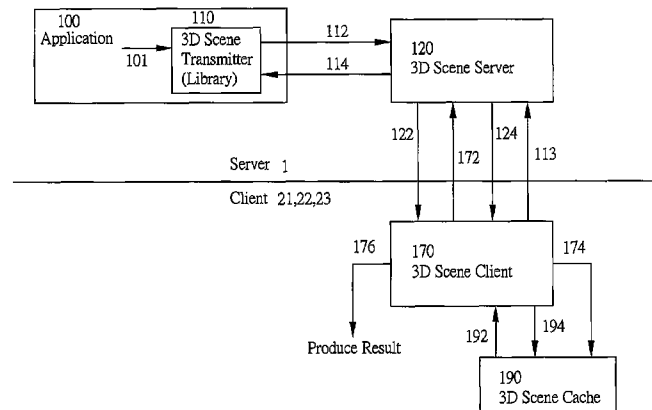 100
Application
101
110
3D Scene
Transmitter
(Library)
112
114
120
3D Scene Server
122
172
124
113
Server 1
Client 21,22,23
176
170
3D Scene Client
174
Produce Result
192
194
190
3D Scene Cache